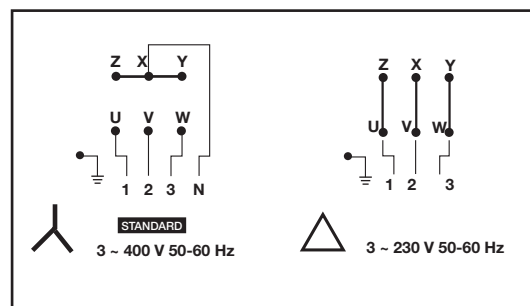 Z X Y
U V W
1 2 3 N
STANDARD
3 ~ 400 V 50-60 Hz
Z X Y
U V W
1 2 3
3 ~ 230 V 50-60 Hz